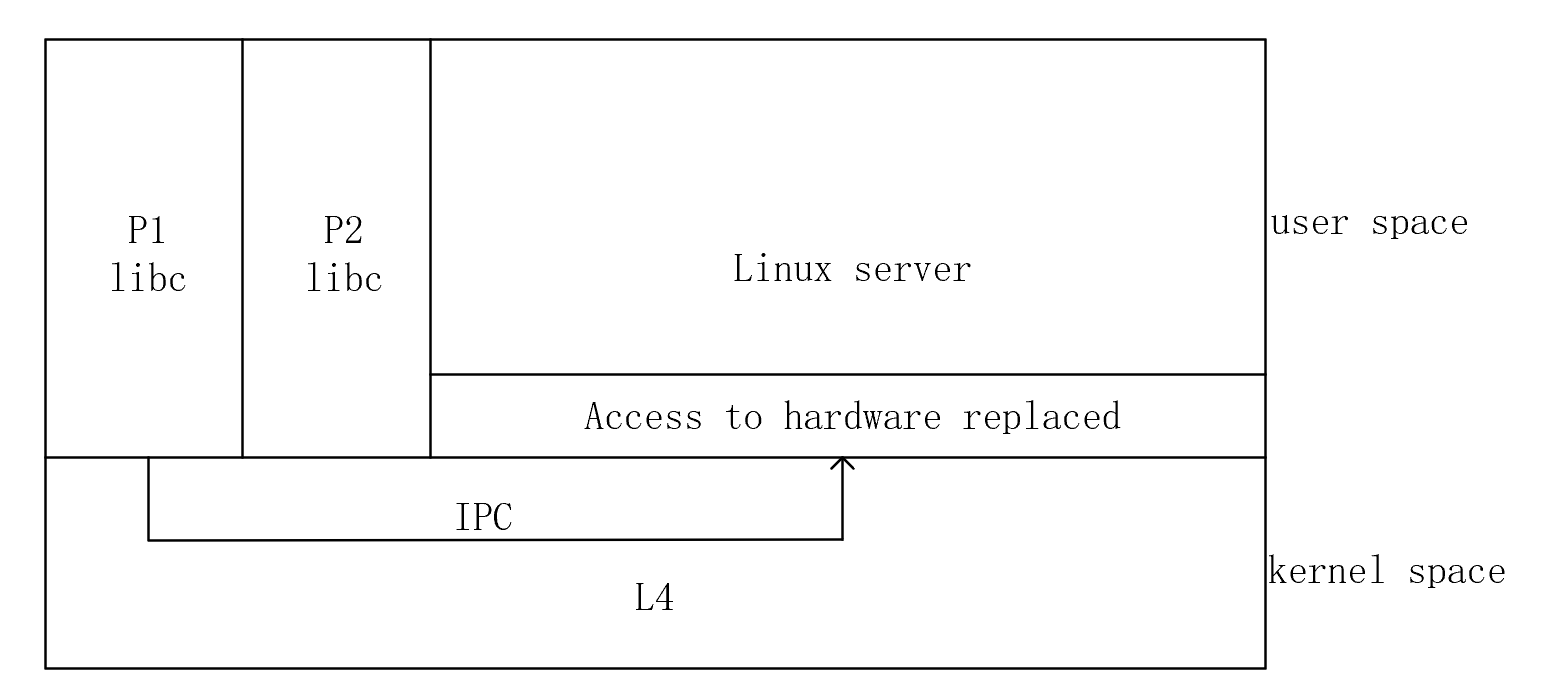 P1
libc
P2
libc
Linux server
user space
Access to hardware replaced
IPC
kernel space
L4